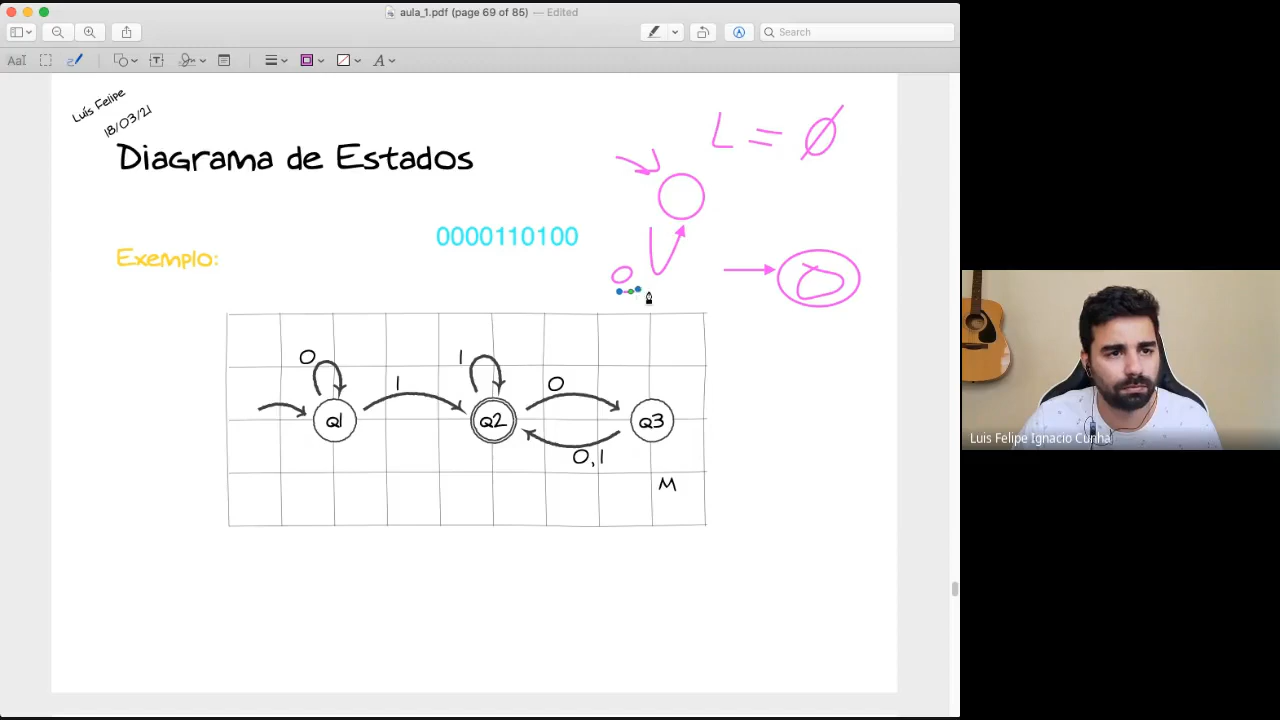 aula_1.pdf (page 69 of 85) — Edited
Search
AaI
T
A
Luís Felipe
18/03/21
Diagrama de Estados
L = ∅
0000110100
Exemplo:
0
0 1 1 0
Q1 Q2 Q3
0,1
M
Luis Felipe Ignacio Cunha